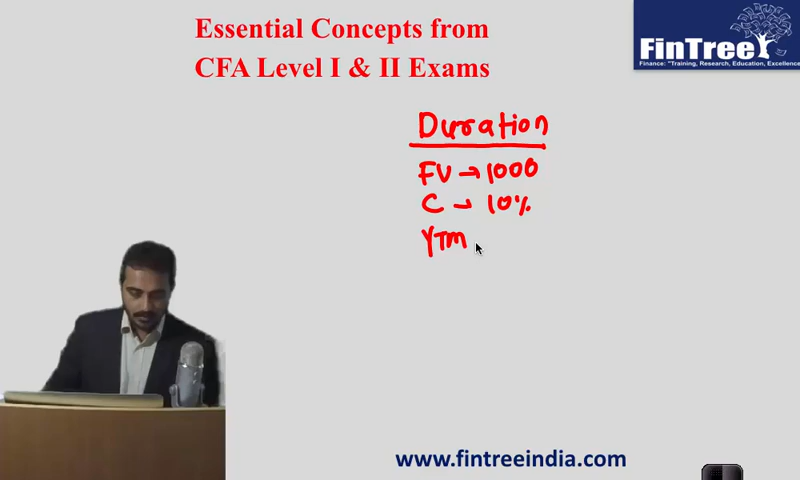 Essential Concepts from
CFA Level I & II Exams
FinTree
Finance: "Training, Research, Education, Excellence
Duration
FV → 1000
C → 10%
YTM
www.fintreeindia.com